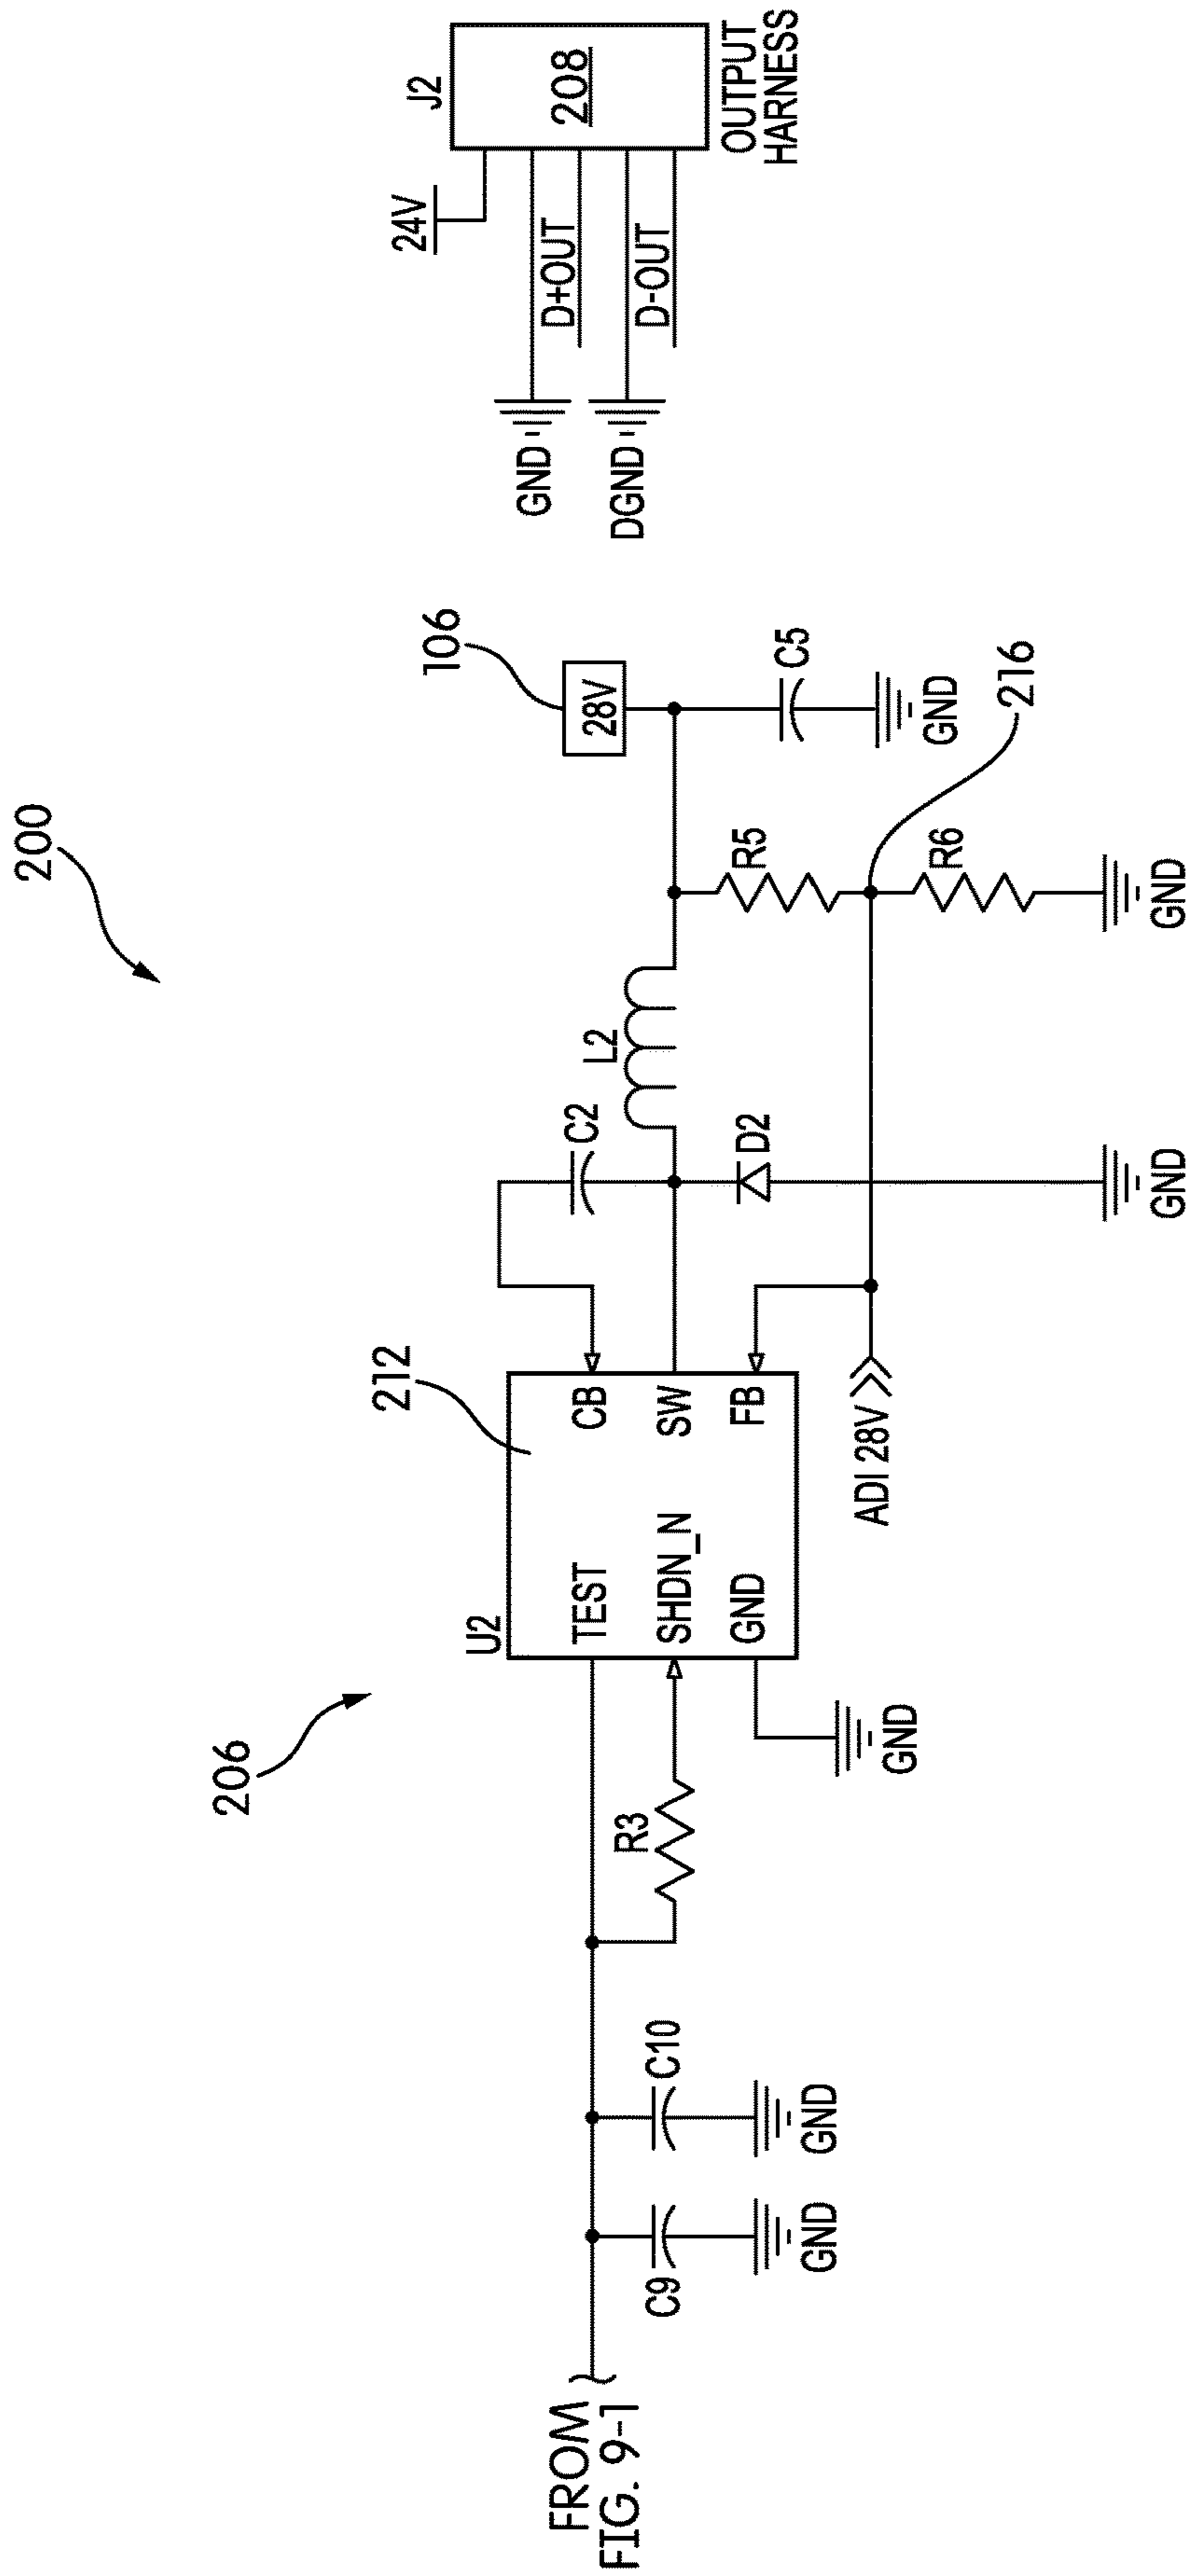 200
206
212
106
216
FROM
FIG. 9-1
C9
GND
C10
GND
R3
U2
TEST
SHDN_N
GND
GND
CB
SW
FB
ADI 28V
C2
L2
D2
GND
R5
R6
GND
28V
C5
GND
J2
208
OUTPUT
HARNESS
24V
D+OUT
D-OUT
GND
DGND